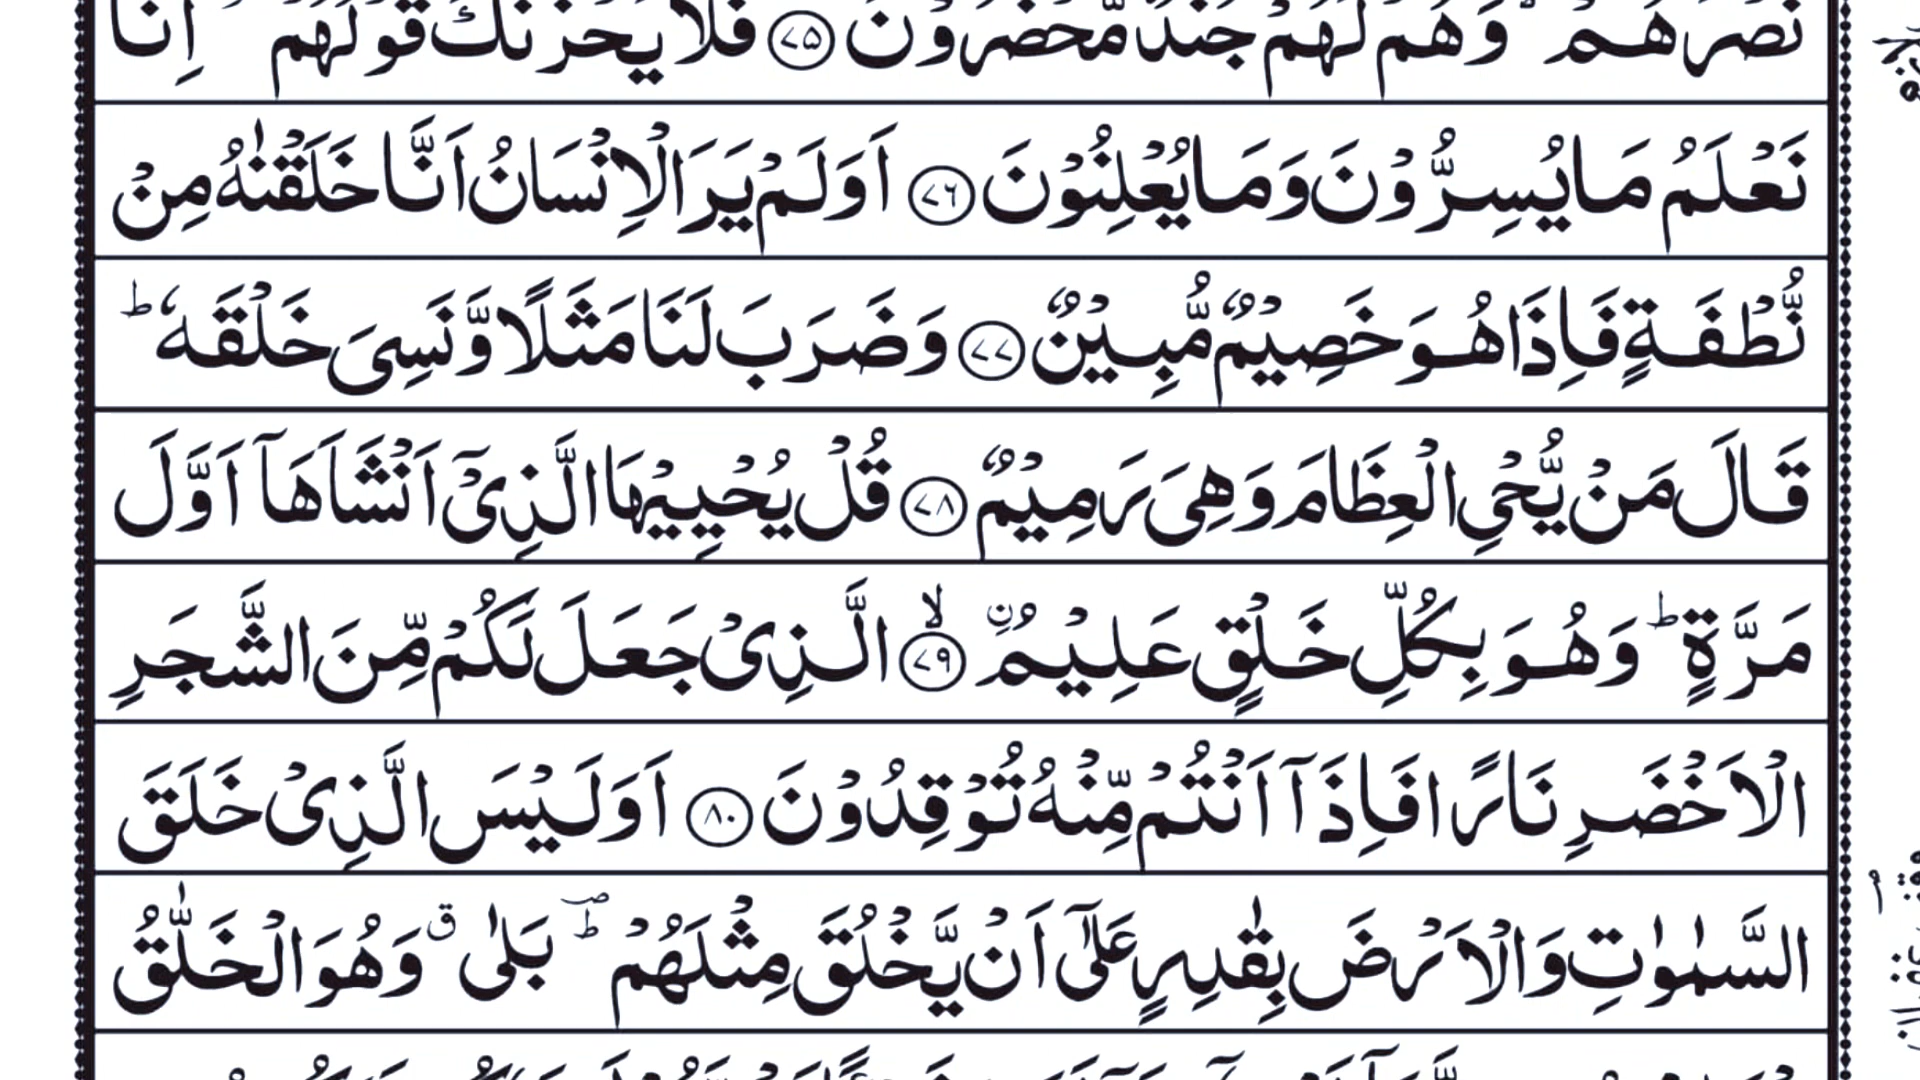 نَصْرَهُمْ ۙ وَهُمْ لَهُمْ جُنْدٌ مُّحْضَرُوْنَ ﴿۷۵﴾ فَلَا يَحْزُنْكَ قَوْلُهُمْ ۘ اِنَّا
نَعْلَمُ مَا يُسِرُّوْنَ وَمَا يُعْلِنُوْنَ ﴿۷۶﴾ اَوَلَمْ يَرَ الْاِنْسَانُ اَنَّا خَلَقْنٰهُ مِنْ
نُّطْفَةٍ فَاِذَا هُوَ خَصِيْمٌ مُّبِيْنٌ ﴿۷۷﴾ وَضَرَبَ لَنَا مَثَلًا وَّنَسِىَ خَلْقَهٗ ؕ
قَالَ مَنْ يُّحْىِ الْعِظَامَ وَهِىَ رَمِيْمٌ ﴿۷۸﴾ قُلْ يُحْيِيْهَا الَّذِىْٓ اَنْشَاَهَاۤ اَوَّلَ
مَرَّةٍ ؕ وَهُوَ بِكُلِّ خَلْقٍ عَلِيْمُ ۨ ﴿۷۹﴾ ۙ الَّذِىْ جَعَلَ لَكُمْ مِّنَ الشَّجَرِ
الْاَخْضَرِ نَارًا فَاِذَاۤ اَنْتُمْ مِّنْهُ تُوْقِدُوْنَ ﴿۸۰﴾ اَوَلَيْسَ الَّذِىْ خَلَقَ
السَّمٰوٰتِ وَالْاَرْضَ بِقٰدِرٍ عَلٰٓى اَنْ يَّخْلُقَ مِثْلَهُمْ ؕ بَلٰى ۗ وَهُوَ الْخَلّٰقُ